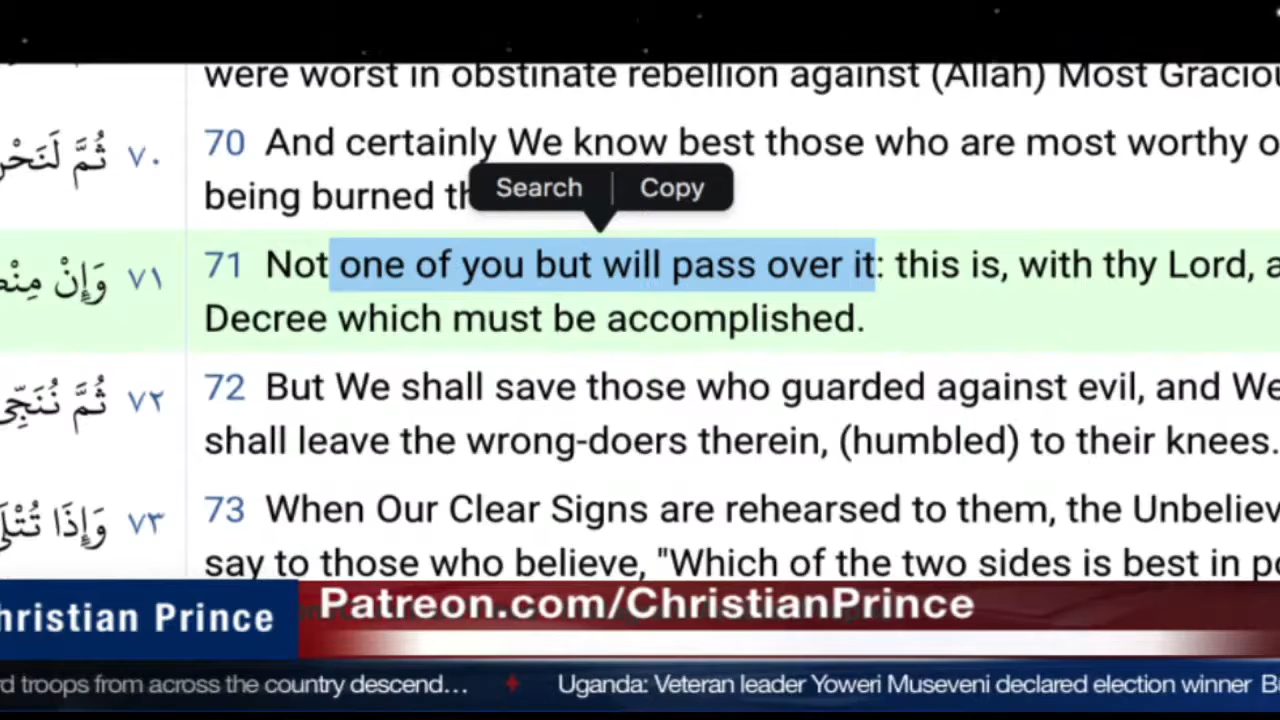 were worst in obstinate rebellion against (Allah) Most
٧٠ ثُمَّ
70 And certainly We know best those who are most worthy
being burned
Search
Copy
٧١ وَإِنْ
71 Not one of you but will pass over it: this is, with thy Lord,
Decree which must be accomplished.
٧٢ ثُمَّ
72 But We shall save those who guarded against evil, and We
shall leave the wrong-doers therein, (humbled) to their knees.
٧٣ وَإِذَا
73 When Our Clear Signs are rehearsed to them, the
say to those who believe, "Which of the two sides is best in
Prince
Patreon.com/ChristianPrince
troops from across the country descend…
Uganda: Veteran leader Yoweri Museveni declared election winner